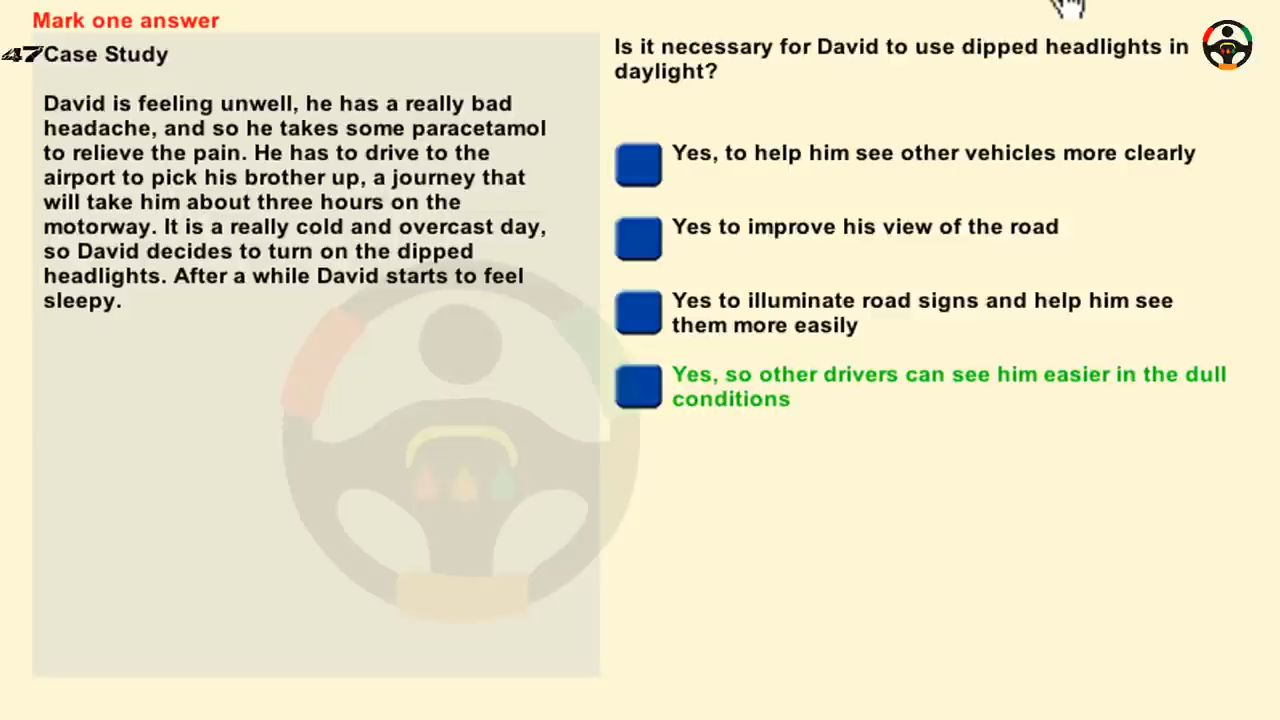 Mark one answer
47
Case Study
David is feeling unwell, he has a really bad
headache, and so he takes some paracetamol
to relieve the pain. He has to drive to the
airport to pick his brother up, a journey that
will take him about three hours on the
motorway. It is a really cold and overcast day,
so David decides to turn on the dipped
headlights. After a while David starts to feel
sleepy.
Is it necessary for David to use dipped headlights in
daylight?
Yes, to help him see other vehicles more clearly
Yes to improve his view of the road
Yes to illuminate road signs and help him see
them more easily
Yes, so other drivers can see him easier in the dull
conditions